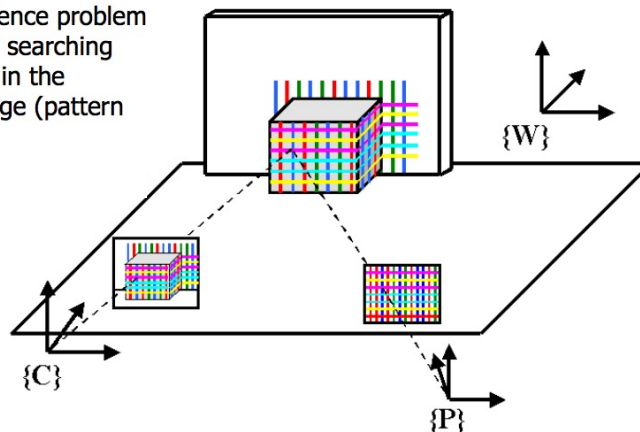 ence problem
searching
in the
ge (pattern
{W}
{C}
{P}